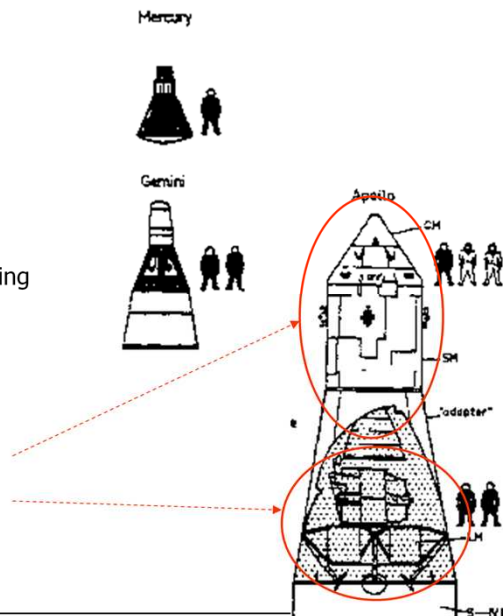 Mercury
Gemini
ing
Apollo
CM
SM
"adapter"
LM